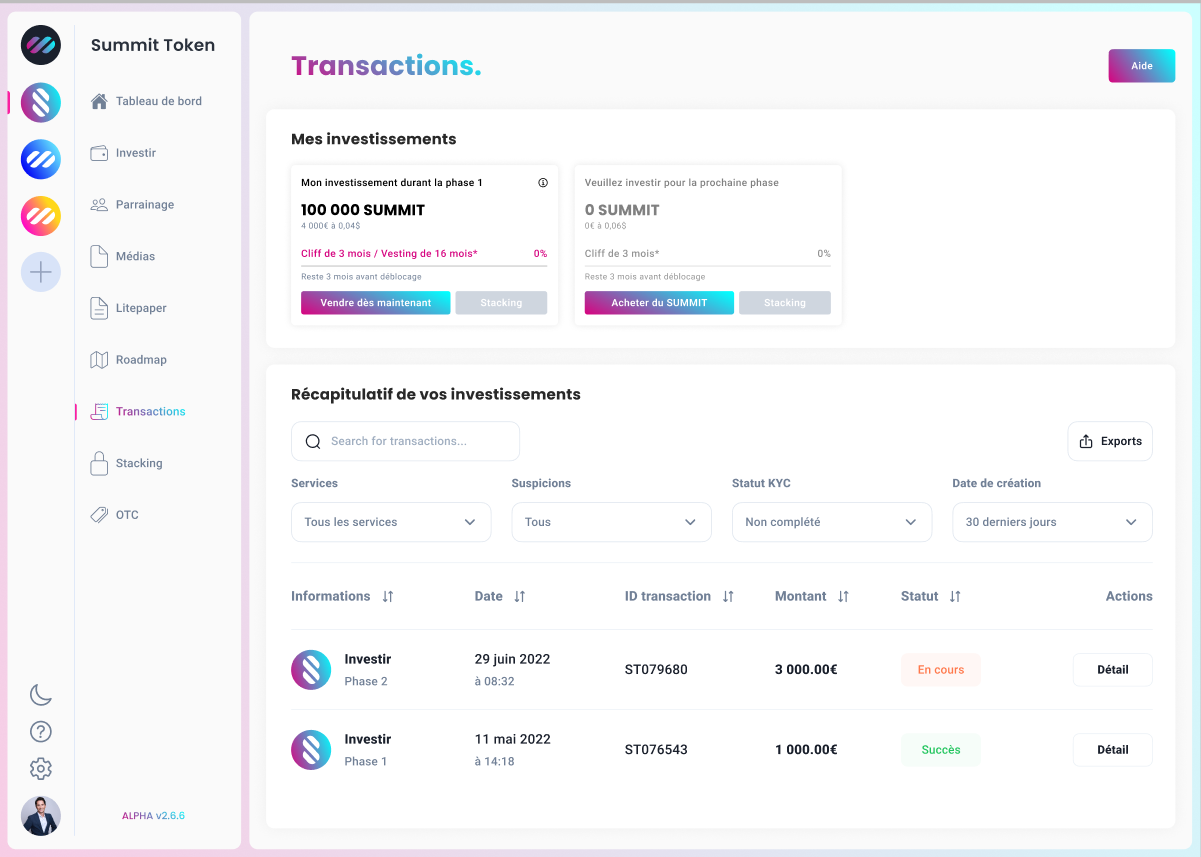 Summit Token
Tableau de bord
Investir
Parrainage
Médias
Litepaper
Roadmap
Transactions
Stacking
OTC
ALPHA v2.6.6
Transactions.
Aide
Mes investissements
Mon investissement durant la phase 1
100 000 SUMMIT
4 000€ à 0,04$
Cliff de 3 mois / Vesting de 16 mois* 0%
Reste 3 mois avant déblocage
Vendre dès maintenant Stacking
Veuillez investir pour la prochaine phase
0 SUMMIT
0€ à 0,06$
Cliff de 3 mois* 0%
Reste 3 mois avant déblocage
Acheter du SUMMIT Stacking
Récapitulatif de vos investissements
Search for transactions... Exports
Services Suspicions Statut KYC Date de création
Tous les services Tous Non complété 30 derniers jours
Informations Date ID transaction Montant Statut Actions
Investir 29 juin 2022 ST079680 3 000.00€ En cours Détail
Phase 2 à 08:32
Investir 11 mai 2022 ST076543 1 000.00€ Succès Détail
Phase 1 à 14:18